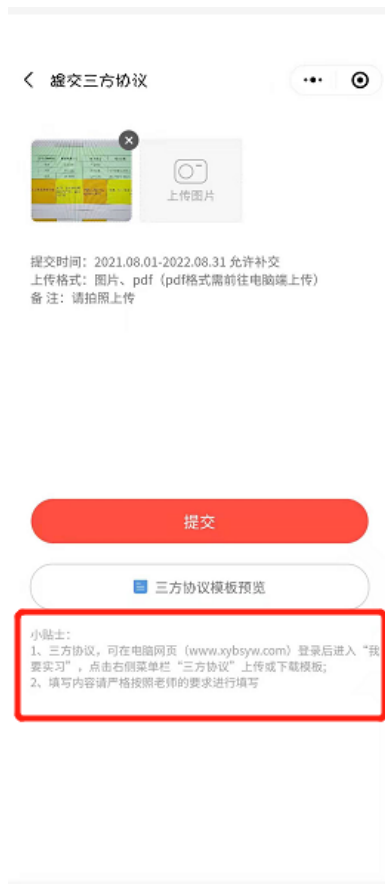 提交三方协议
上传图片
提交时间：2021.08.01-2022.08.31 允许补交
上传格式：图片、pdf（pdf格式需前往电脑端上传）
备 注：请拍照上传
提交
三方协议模板预览
小贴士：
1、三方协议，可在电脑网页（www.xybsyw.com）登录后进入“我
要实习”，点击右侧菜单栏“三方协议”上传或下载模板;
2、填写内容请严格按照老师的要求进行填写